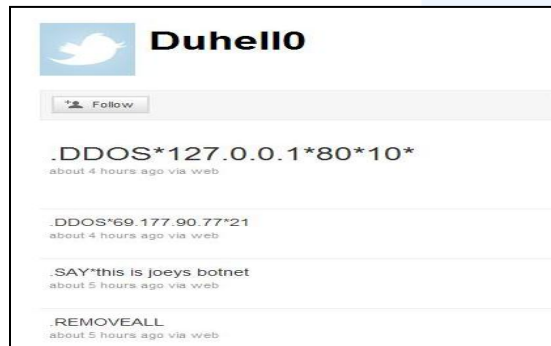 Duhell0
Follow
.DDOS*127.0.0.1*80*10*
about 4 hours ago via web
.DDOS*69.177.90.77*21
about 4 hours ago via web
.SAY*this is joeys botnet
about 5 hours ago via web
.REMOVEALL
about 5 hours ago via web